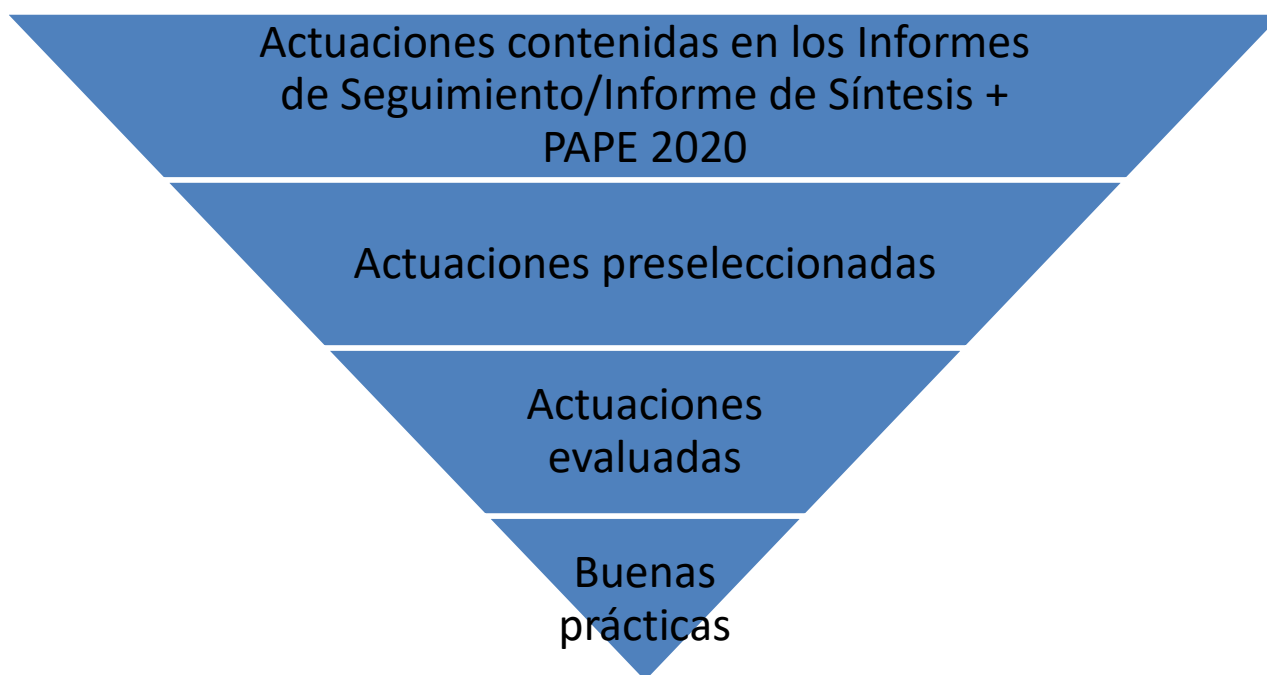 Actuaciones contenidas en los Informes
de Seguimiento/Informe de Síntesis +
PAPE 2020
Actuaciones preseleccionadas
Actuaciones
evaluadas
Buenas
prácticas